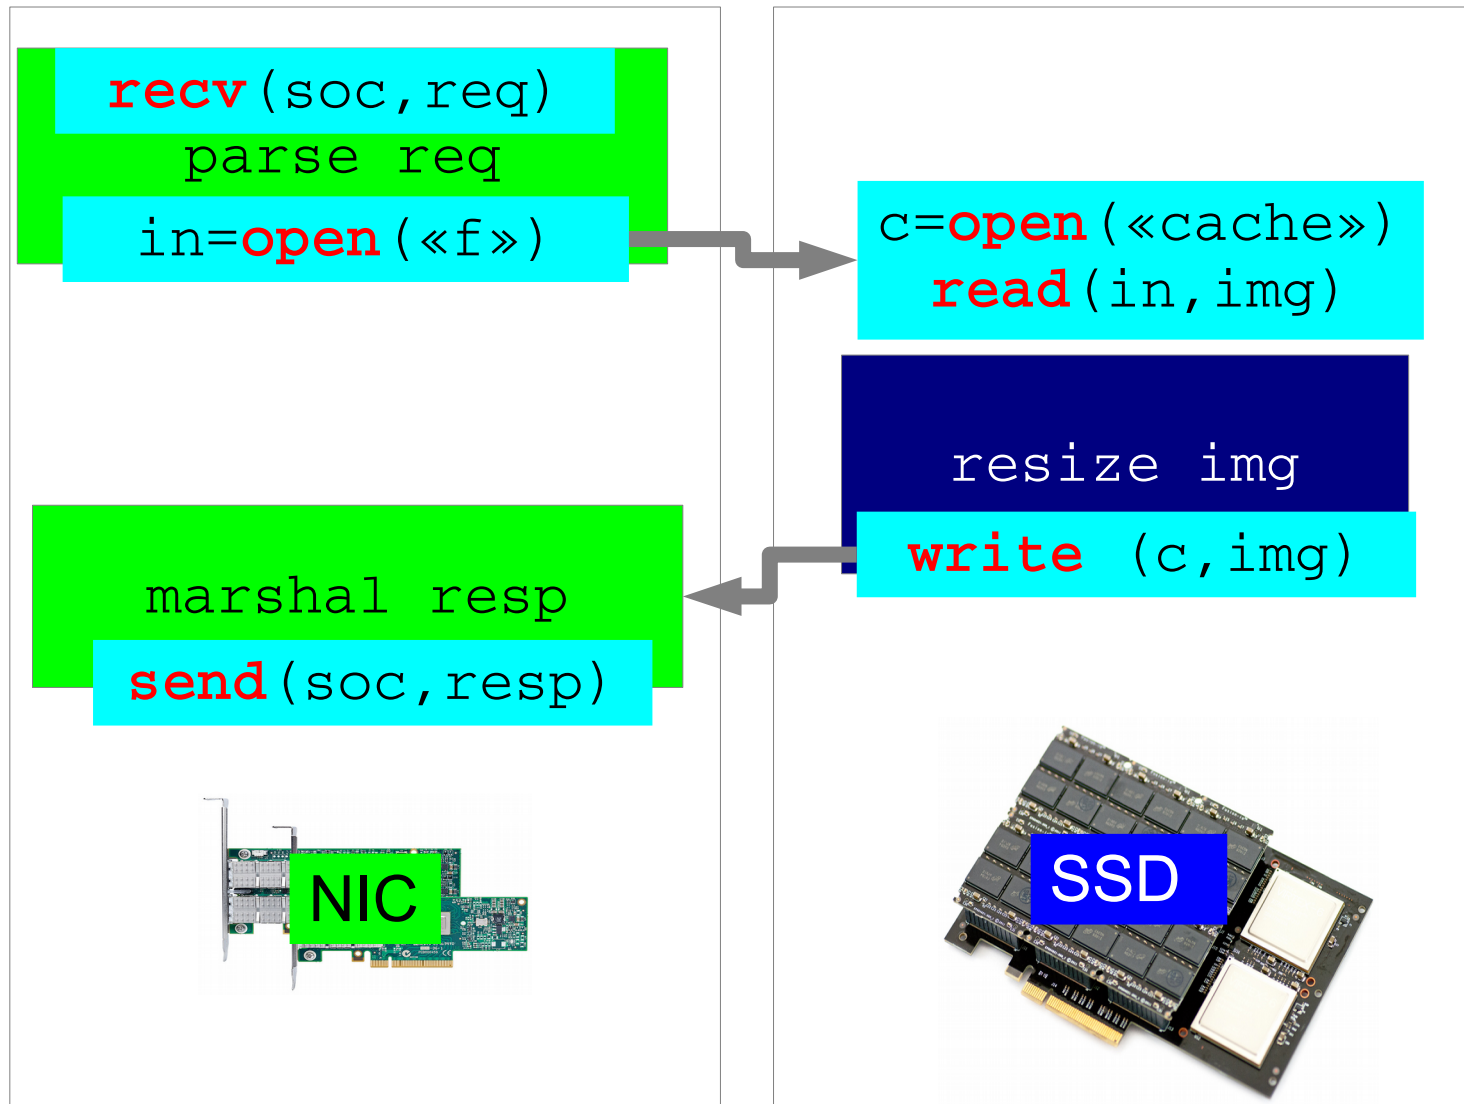 recv(soc,req)
parse req
in=open(«f»)
c=open(«cache»)
read(in,img)
resize img
write (c,img)
marshal resp
send(soc,resp)
NIC
SSD